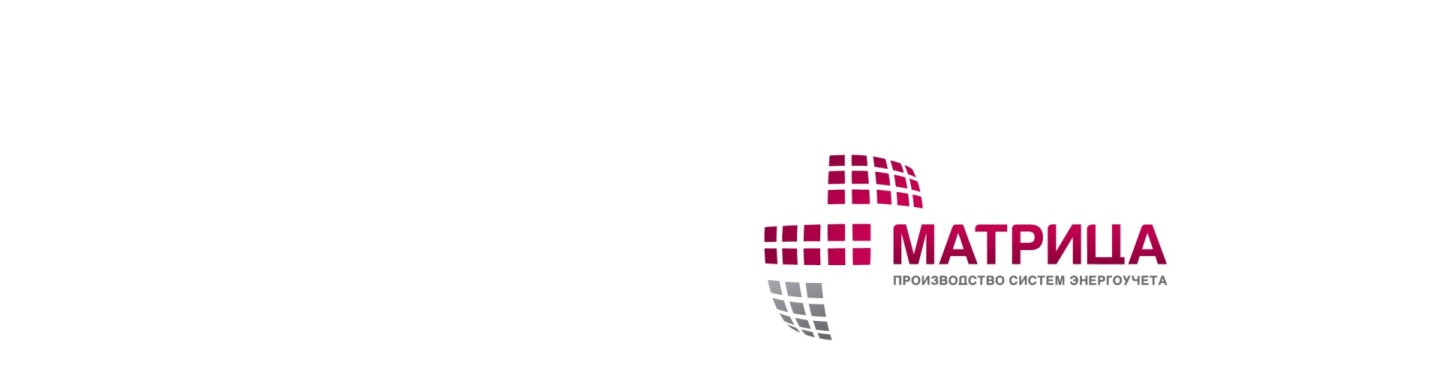 МАТРИЦА
ПРОИЗВОДСТВО СИСТЕМ ЭНЕРГОУЧЕТА